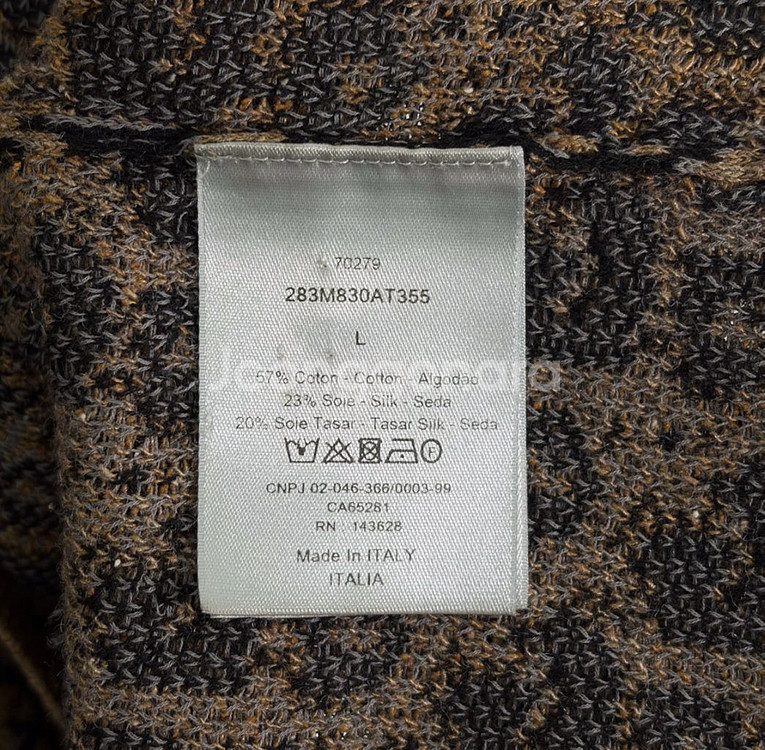 70279
283M830AT355
L
57% Coton - Cotton - Algodao
23% Soie - Silk - Seda
20% Soie Tasar - Tasar Silk - Seda
CNPJ 02-046-366/0003-99
CA65281
RN : 143628
Made In ITALY
ITALIA